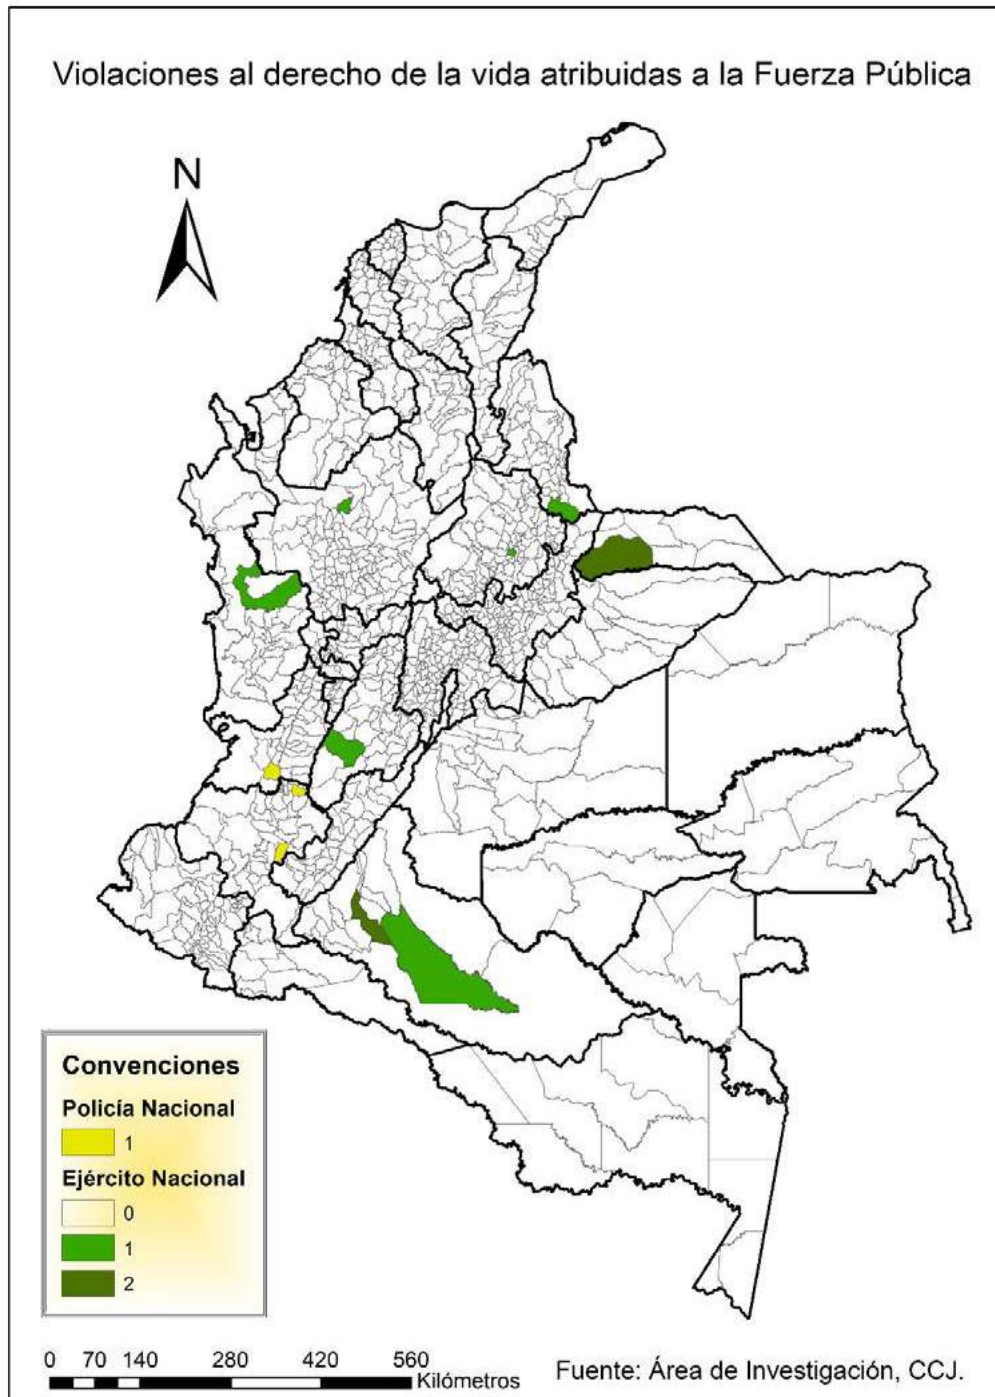 Violaciones al derecho de la vida atribuidas a la Fuerza Pública
N
Convenciones
Policía Nacional
1
Ejército Nacional
0
1
2
0 70 140 280 420 560
Kilómetros
Fuente: Área de Investigación, CCJ.